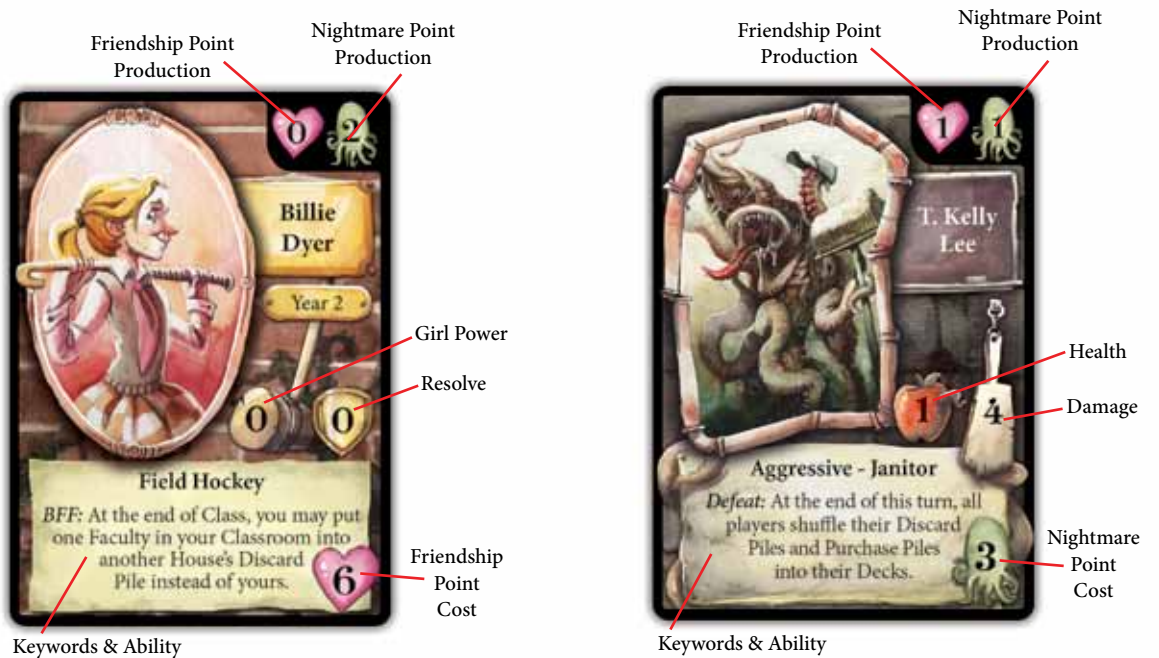 Friendship Point
Production
Nightmare Point
Production
0
2
Billie
Dyer
Year 2
Girl Power
Resolve
0
0
Field Hockey
BFF: At the end of Class, you may put
one Faculty in your Classroom into
another House's Discard
Pile instead of yours.
6
Friendship
Point
Cost
Keywords & Ability
Friendship Point
Production
Nightmare Point
Production
1
1
T. Kelly
Lee
Health
Damage
1
4
Aggressive - Janitor
Defeat: At the end of this turn, all
players shuffle their Discard
Piles and Purchase Piles
into their Decks.
3
Nightmare
Point
Cost
Keywords & Ability